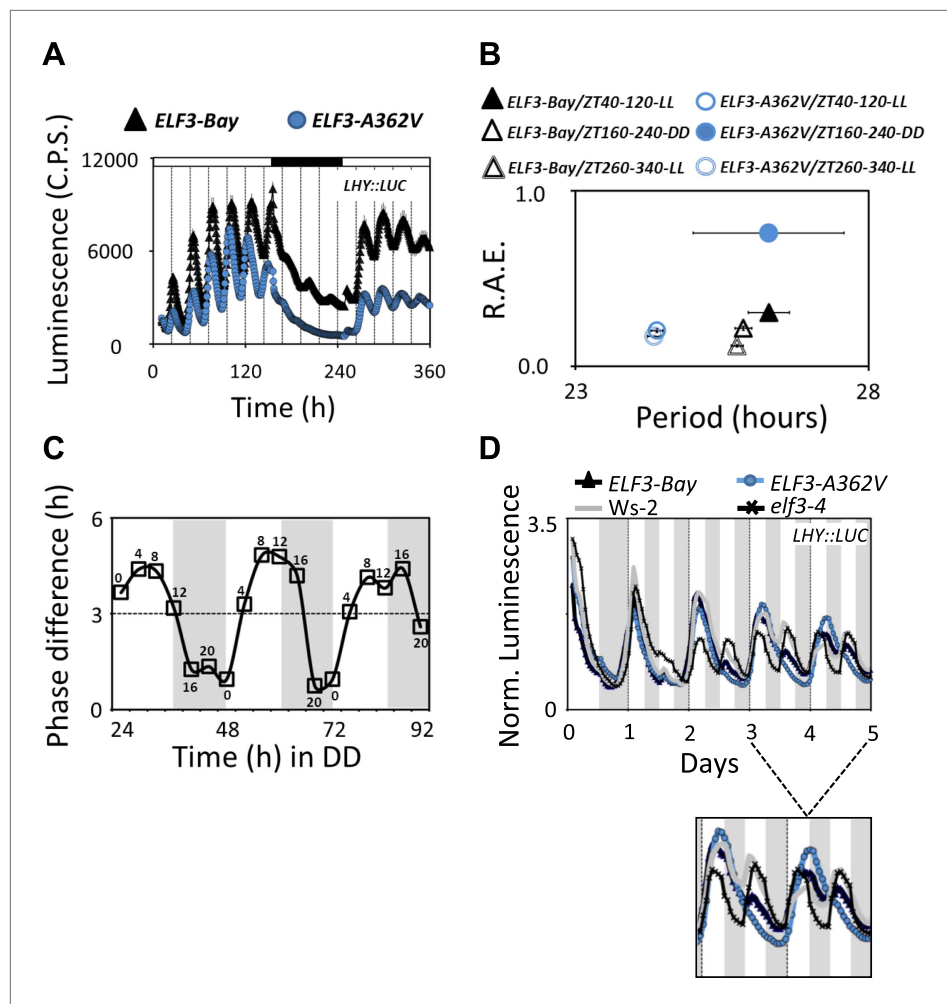 A
ELF3-Bay
ELF3-A362V
Luminescence (C.P.S.)
12000
6000
0
LHY::LUC
0
120
240
360
Time (h)
B
ELF3-Bay/ZT40-120-LL
ELF3-A362V/ZT40-120-LL
ELF3-Bay/ZT160-240-DD
ELF3-A362V/ZT160-240-DD
ELF3-Bay/ZT260-340-LL
ELF3-A362V/ZT260-340-LL
R.A.E.
1.0
0.0
23
28
Period (hours)
C
Phase difference (h)
6
3
0
0
4
8
12
16
20
0
4
8
12
16
20
0
4
8
12
16
20
24
48
72
92
Time (h) in DD
D
ELF3-Bay
ELF3-A362V
Ws-2
elf3-4
Norm. Luminescence
3.5
0
LHY::LUC
0
1
2
3
4
5
Days